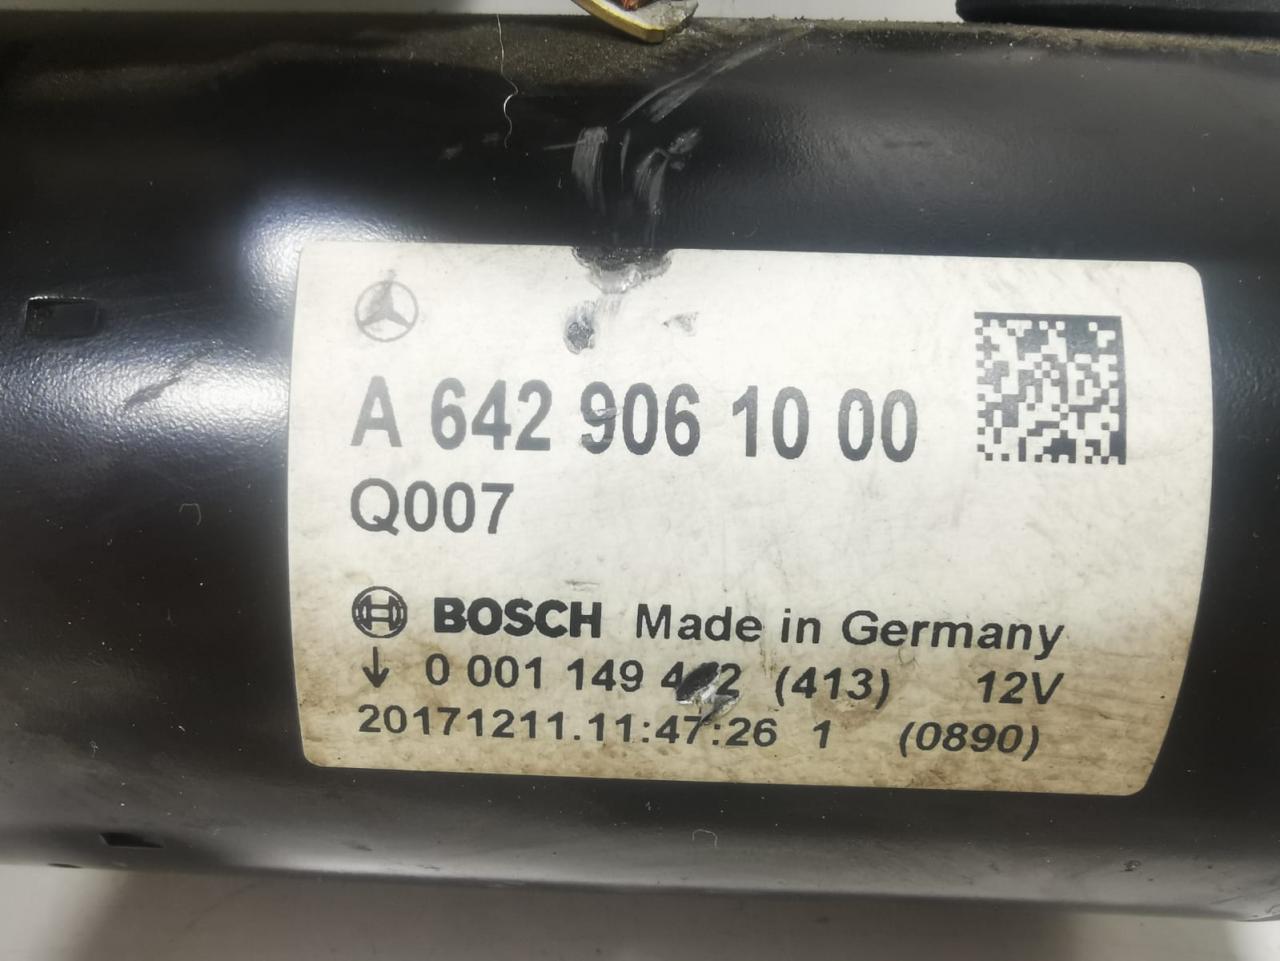 A 642 906 10 00
Q007
BOSCH Made in Germany
↓ 0 001 149 (413) 12V
20171211.11:47:26 1 (0890)